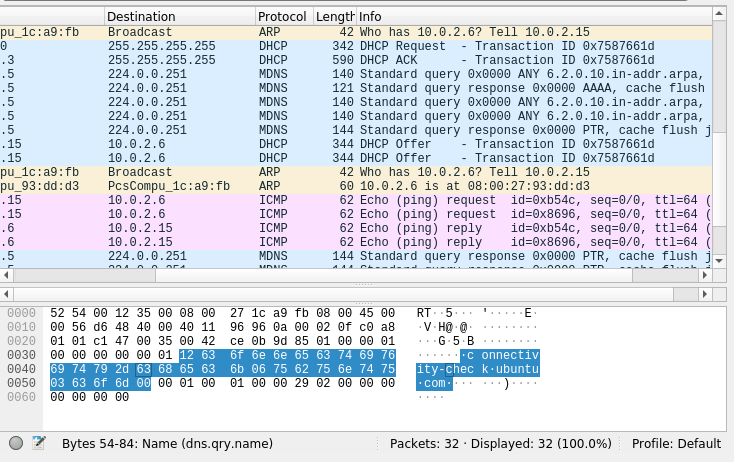 Destination Protocol Length Info
pu_1c:a9:fb Broadcast ARP 42 Who has 10.0.2.6? Tell 10.0.2.15
0 255.255.255.255 DHCP 342 DHCP Request - Transaction ID 0x7587661d
.3 255.255.255.255 DHCP 590 DHCP ACK - Transaction ID 0x7587661d
.5 224.0.0.251 MDNS 140 Standard query 0x0000 ANY 6.2.0.10.in-addr.arpa,
.5 224.0.0.251 MDNS 121 Standard query response 0x0000 AAAA, cache flush
.5 224.0.0.251 MDNS 140 Standard query 0x0000 ANY 6.2.0.10.in-addr.arpa,
.5 224.0.0.251 MDNS 140 Standard query 0x0000 ANY 6.2.0.10.in-addr.arpa,
.5 224.0.0.251 MDNS 144 Standard query response 0x0000 PTR, cache flush j
.15 10.0.2.6 DHCP 344 DHCP Offer - Transaction ID 0x7587661d
.15 10.0.2.6 DHCP 344 DHCP Offer - Transaction ID 0x7587661d
pu_1c:a9:fb Broadcast ARP 42 Who has 10.0.2.6? Tell 10.0.2.15
pu_93:dd:d3 PcsCompu_1c:a9:fb ARP 60 10.0.2.6 is at 08:00:27:93:dd:d3
.15 10.0.2.6 ICMP 62 Echo (ping) request id=0xb54c, seq=0/0, ttl=64 (
.15 10.0.2.6 ICMP 62 Echo (ping) request id=0x8696, seq=0/0, ttl=64 (
.6 10.0.2.15 ICMP 62 Echo (ping) reply id=0xb54c, seq=0/0, ttl=64 (
.6 10.0.2.15 ICMP 62 Echo (ping) reply id=0x8696, seq=0/0, ttl=64 (
.5 224.0.0.251 MDNS 144 Standard query response 0x0000 PTR, cache flush j
.5 224.0.0.251 MDNS 144 Standard query response 0x0000 PTR, cache flush j
0000 52 54 00 12 35 00 08 00 27 1c a9 fb 08 00 45 00 RT··5··· '·····E·
0010 00 56 d6 48 40 00 40 11 96 96 0a 00 02 0f c0 a8 ·V·H@·@· ········
0020 01 01 c1 47 00 35 00 42 ce 0b 9d 85 01 00 00 01 ···G·5·B ········
0030 00 00 00 00 00 01 12 63 6f 6e 6e 65 63 74 69 76 ·······c onnectiv
0040 69 74 79 2d 63 68 65 63 6b 06 75 62 75 6e 74 75 ity-chec k·ubuntu
0050 03 63 6f 6d 00 00 01 00 01 00 00 29 02 00 00 00 ·com···· ···)····
0060 00 00 00 00 ····
Bytes 54-84: Name (dns.qry.name) Packets: 32 · Displayed: 32 (100.0%) Profile: Default